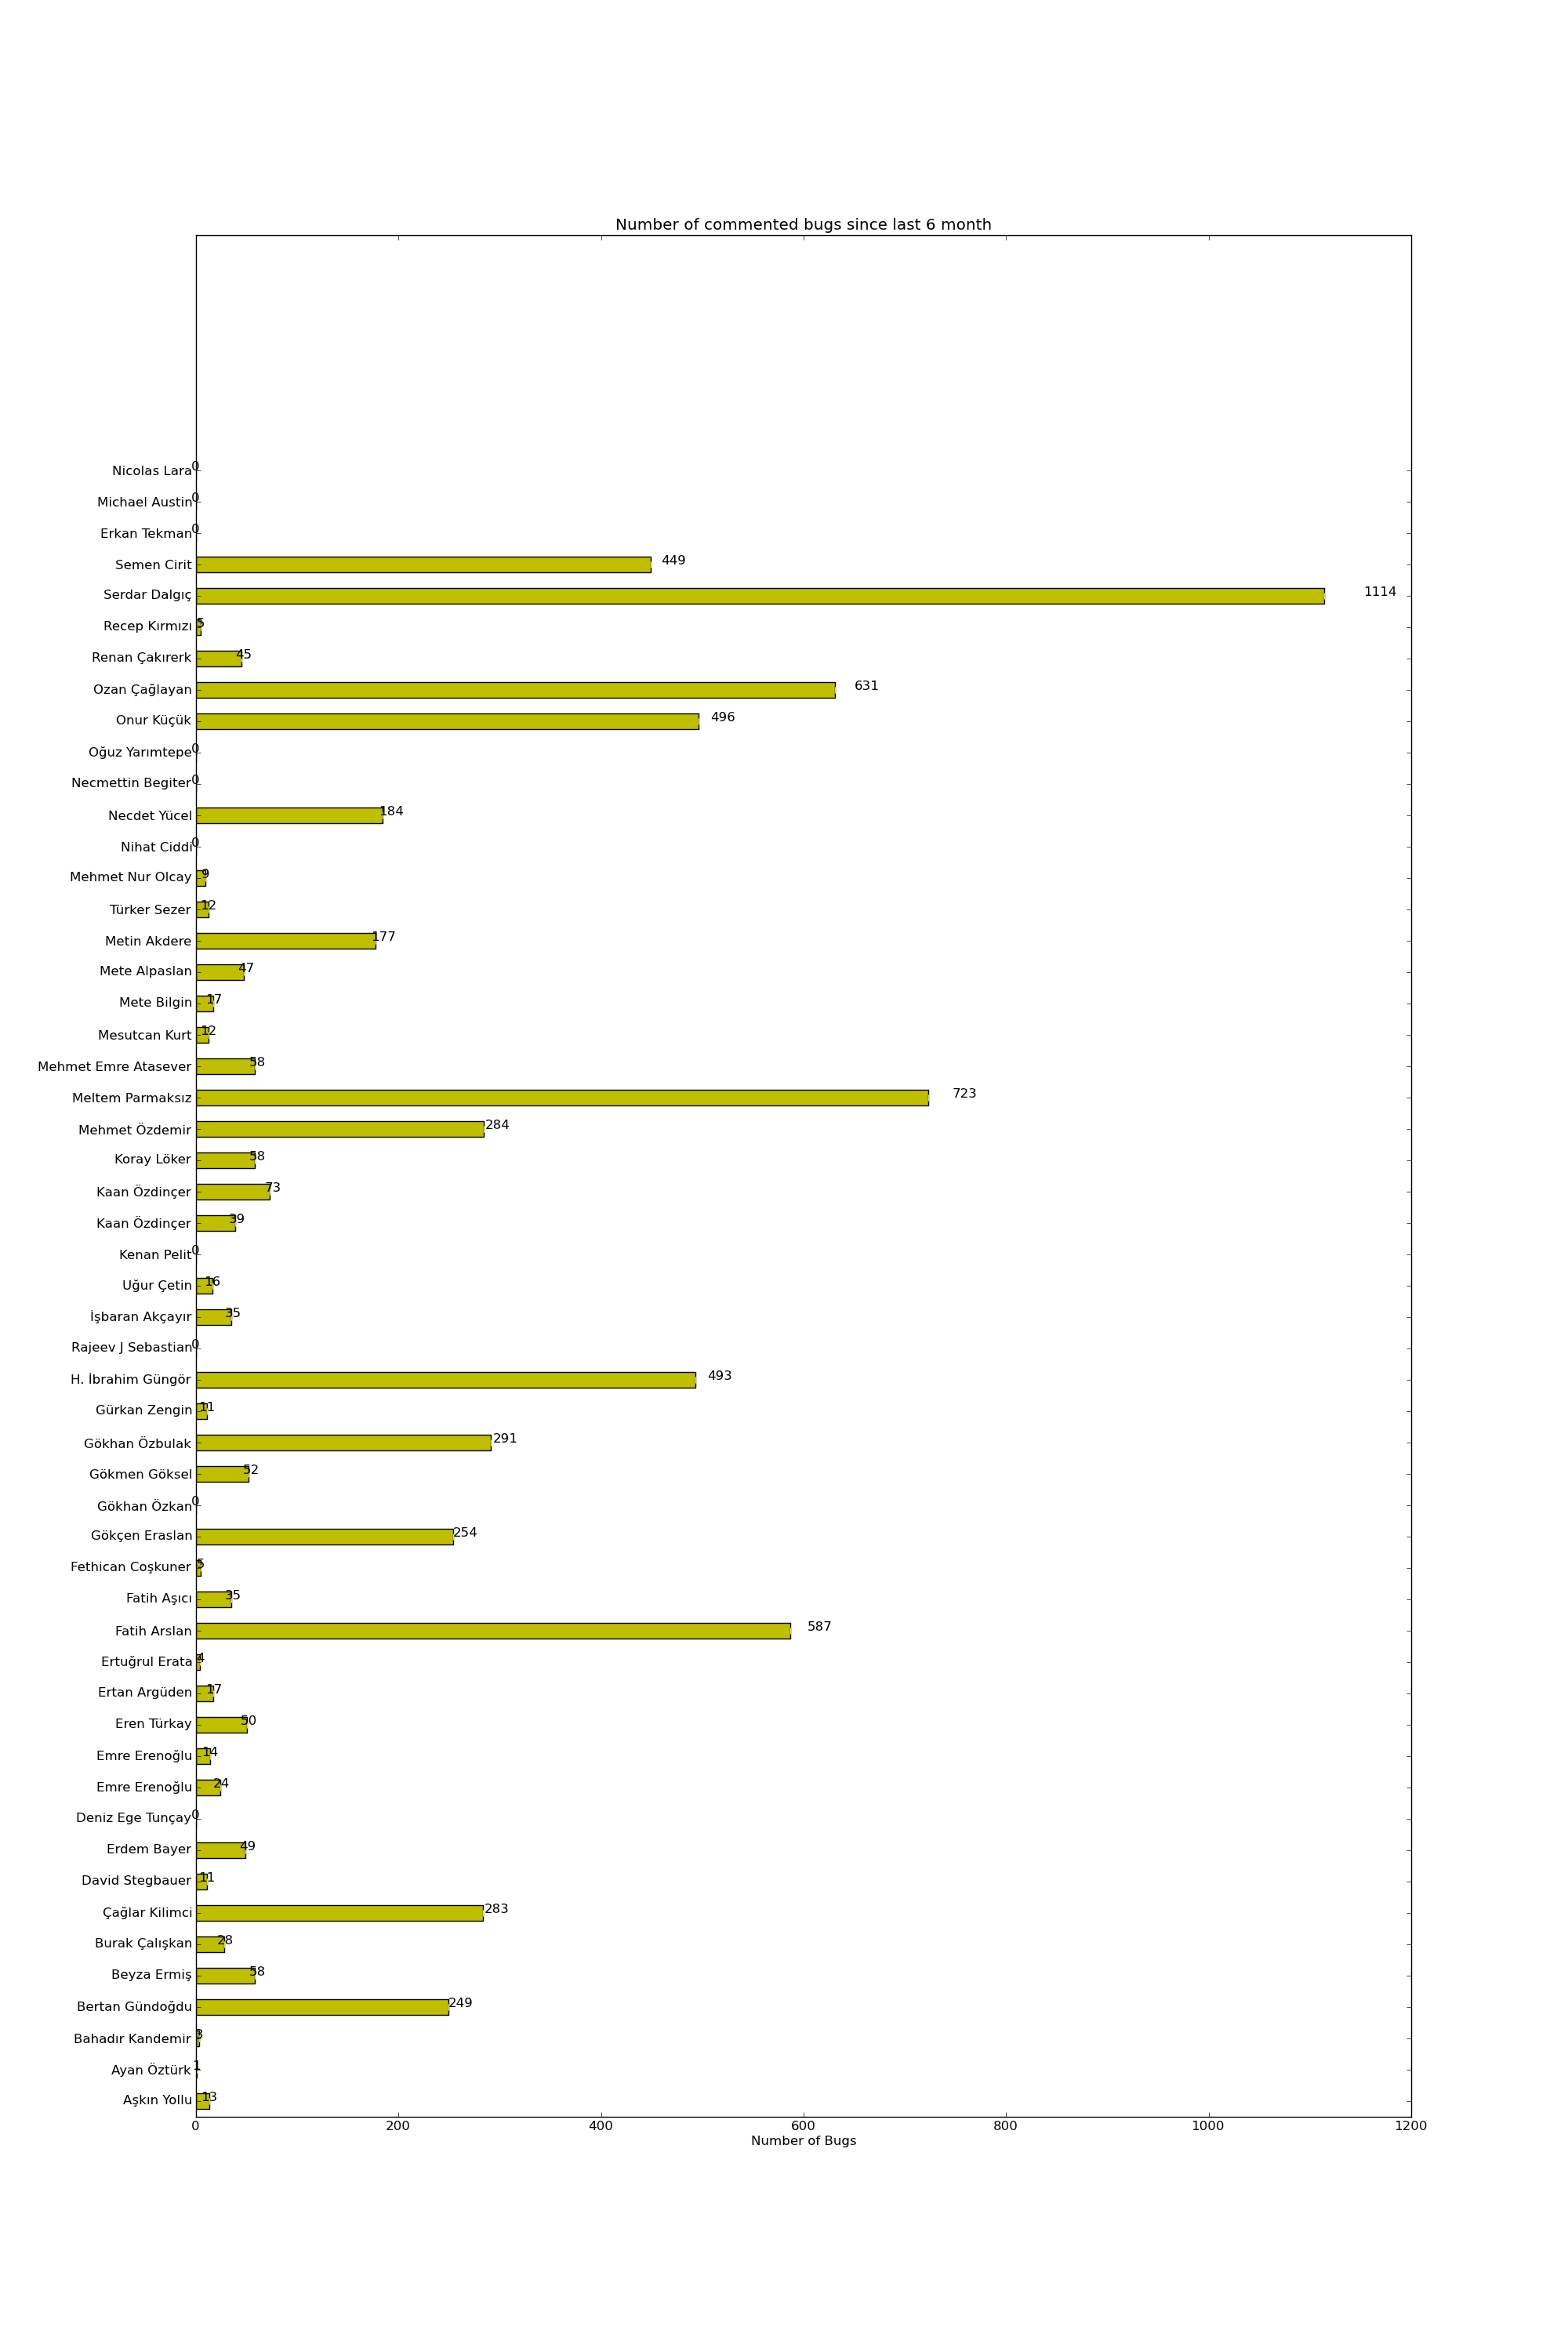 Number of commented bugs since last 6 month
Nicolas Lara 0
Michael Austin 0
Erkan Tekman 0
Semen Cirit 449
Serdar Dalgıç 1114
Recep Kırmızı 5
Renan Çakırerk 45
Ozan Çağlayan 631
Onur Küçük 496
Oğuz Yarımtepe 0
Necmettin Begiter 0
Necdet Yücel 184
Nihat Ciddi 0
Mehmet Nur Olcay 9
Türker Sezer 12
Metin Akdere 177
Mete Alpaslan 47
Mete Bilgin 17
Mesutcan Kurt 12
Mehmet Emre Atasever 58
Meltem Parmaksız 723
Mehmet Özdemir 284
Koray Löker 58
Kaan Özdinçer 73
Kaan Özdinçer 39
Kenan Pelit 0
Uğur Çetin 16
İşbaran Akçayır 35
Rajeev J Sebastian 0
H. İbrahim Güngör 493
Gürkan Zengin 11
Gökhan Özbulak 291
Gökmen Göksel 52
Gökhan Özkan 0
Gökçen Eraslan 254
Fethican Coşkuner 5
Fatih Aşıcı 35
Fatih Arslan 587
Ertuğrul Erata 4
Ertan Argüden 17
Eren Türkay 50
Emre Erenoğlu 14
Emre Erenoğlu 24
Deniz Ege Tunçay 0
Erdem Bayer 49
David Stegbauer 11
Çağlar Kilimci 283
Burak Çalışkan 28
Beyza Ermiş 58
Bertan Gündoğdu 249
Bahadır Kandemir 3
Ayan Öztürk 1
Aşkın Yollu 13
0 200 400 600 800 1000 1200
Number of Bugs